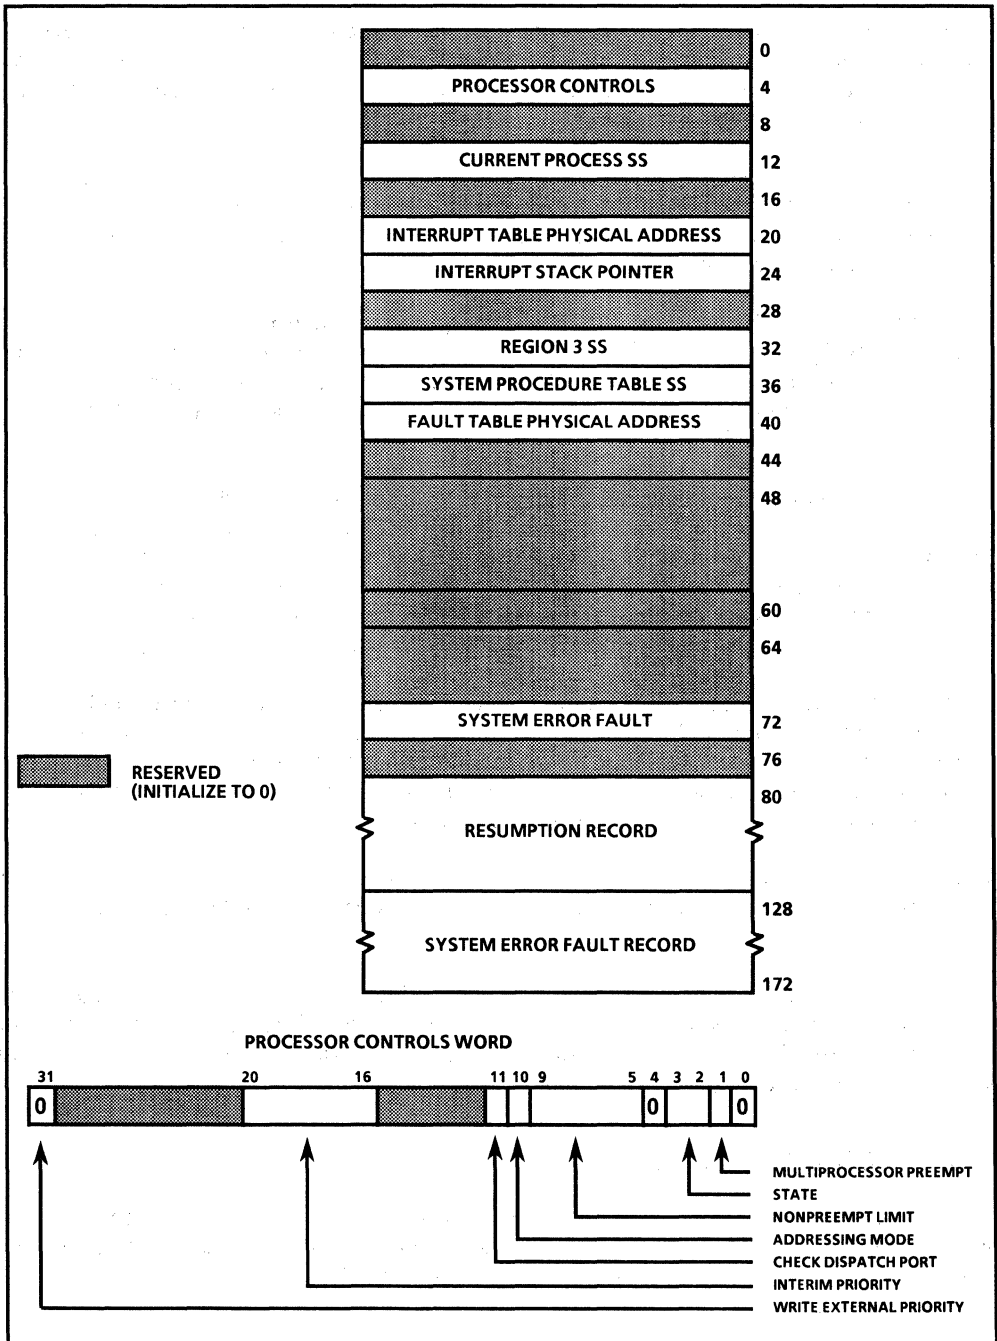 0
PROCESSOR CONTROLS 4
8
CURRENT PROCESS SS 12
16
INTERRUPT TABLE PHYSICAL ADDRESS 20
INTERRUPT STACK POINTER 24
28
REGION 3 SS 32
SYSTEM PROCEDURE TABLE SS 36
FAULT TABLE PHYSICAL ADDRESS 40
44
48
60
64
SYSTEM ERROR FAULT 72
76
RESERVED
(INITIALIZE TO 0)
80
RESUMPTION RECORD
128
SYSTEM ERROR FAULT RECORD
172
PROCESSOR CONTROLS WORD
31 20 16 11 10 9 5 4 3 2 1 0
0 0 0
MULTIPROCESSOR PREEMPT
STATE
NONPREEMPT LIMIT
ADDRESSING MODE
CHECK DISPATCH PORT
INTERIM PRIORITY
WRITE EXTERNAL PRIORITY